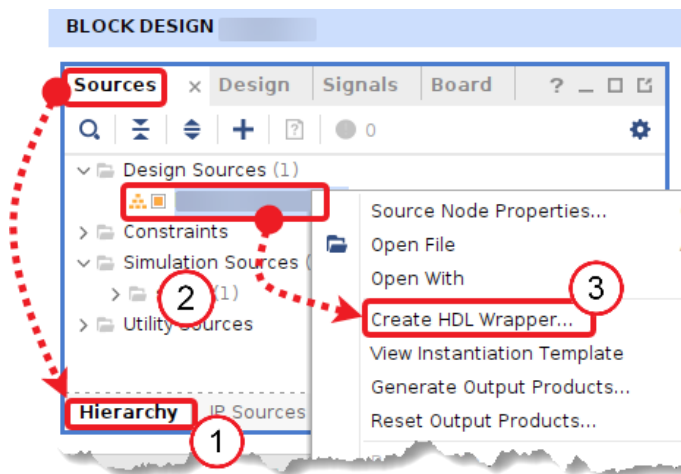 BLOCK DESIGN
Sources × Design Signals Board ? _
0
Design Sources (1)
Source Node Properties...
Constraints
Open File
Simulation Sources (
Open With
3
2
(1)
Create HDL Wrapper...
Utility Sources
View Instantiation Template
Generate Output Products...
Hierarchy IP Sources
Reset Output Products...
1